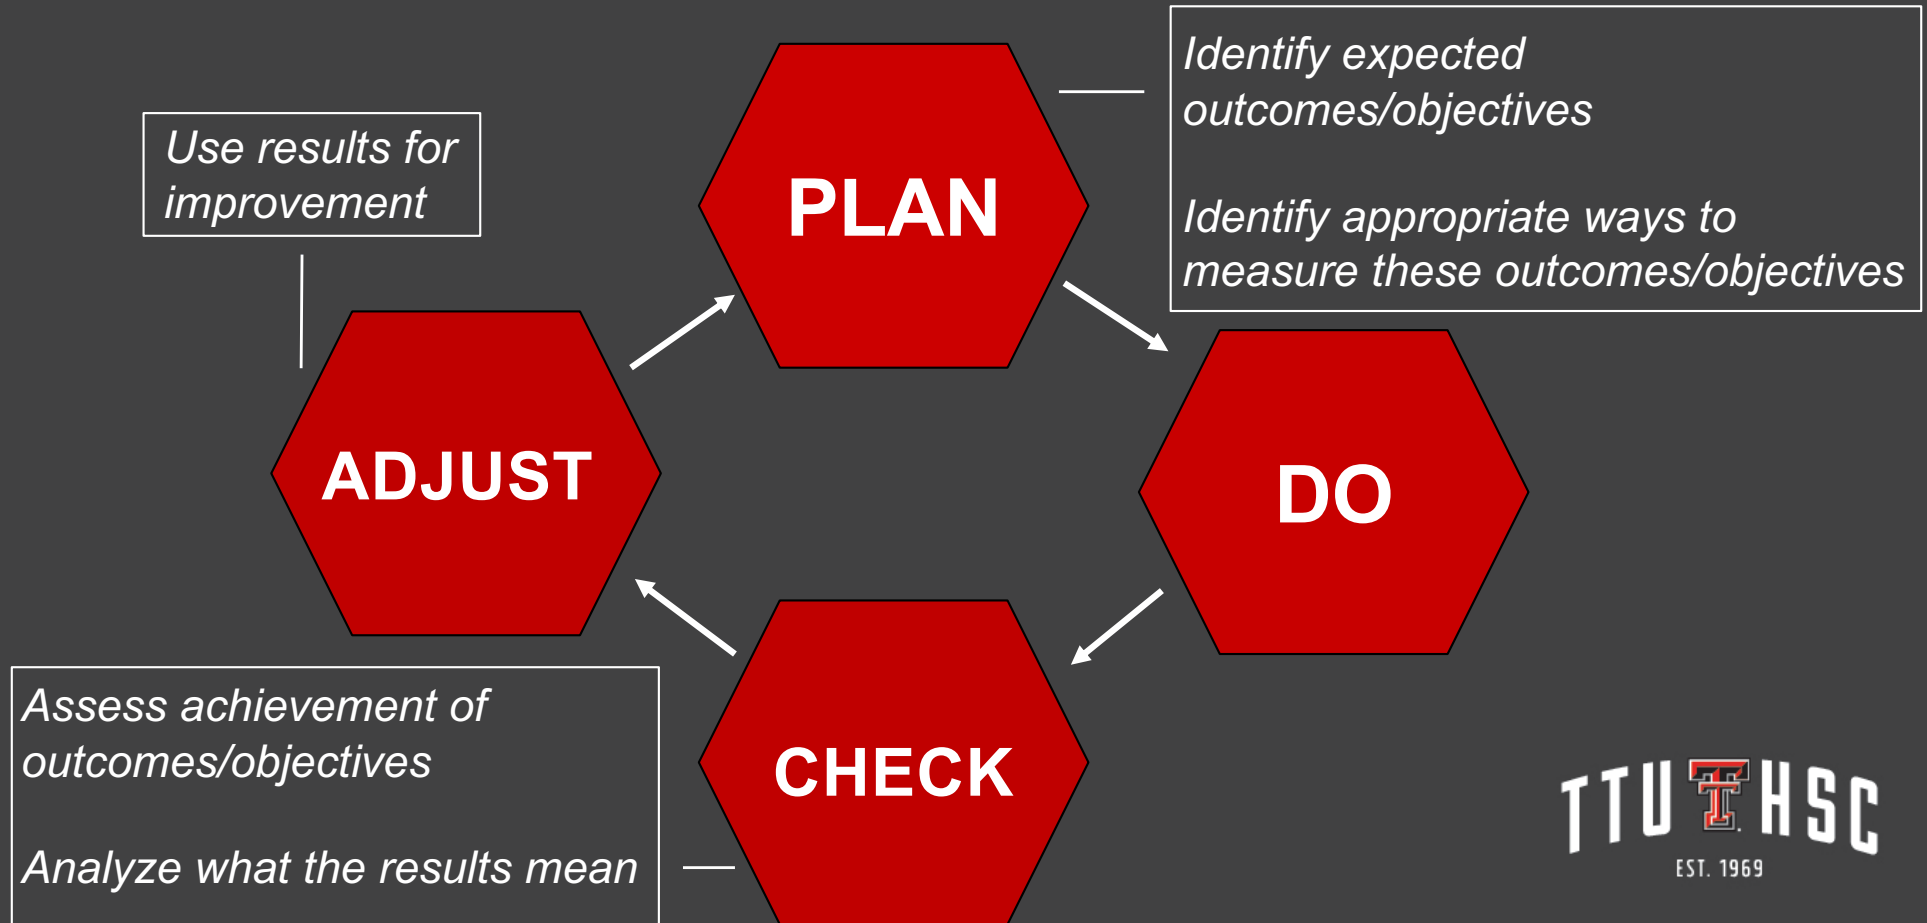 PLAN
Identify expected
outcomes/objectives
Identify appropriate ways to
measure these outcomes/objectives
Use results for
improvement
ADJUST
DO
CHECK
Assess achievement of
outcomes/objectives
Analyze what the results mean
TTU T HSC
EST. 1969